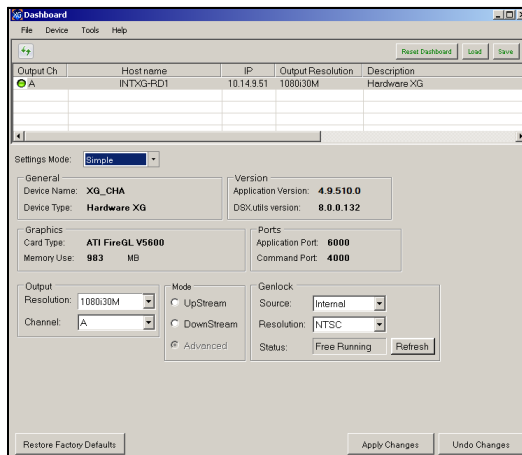 XG Dashboard
File Device Tools Help
Reset Dashboard Load Save
Output Ch Host name IP Output Resolution Description
A INTXG-RD1 10.14.9.51 1080i30M Hardware XG
Settings Mode: Simple
General
Device Name: XG_CHA
Device Type: Hardware XG
Version
Application Version: 4.9.510.0
DSX.utils version: 8.0.0.132
Graphics
Card Type: ATI FireGL V5600
Memory Use: 983 MB
Ports
Application Port: 6000
Command Port: 4000
Output
Resolution: 1080i30M
Channel: A
Mode
UpStream
DownStream
Advanced
Genlock
Source: Internal
Resolution: NTSC
Status: Free Running Refresh
Restore Factory Defaults Apply Changes Undo Changes